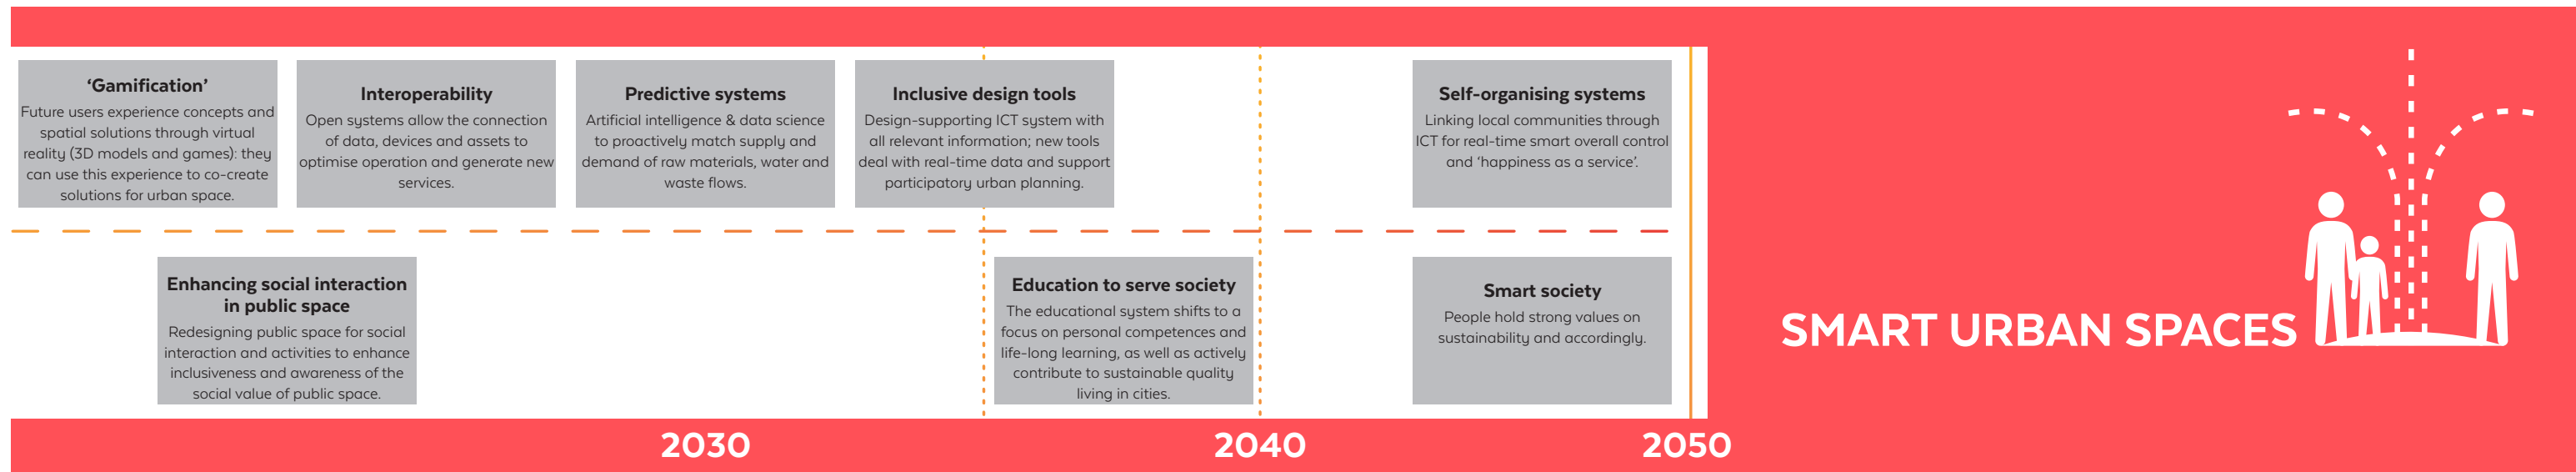 ‘Gamification’
Future users experience concepts and
spatial solutions through virtual
reality (3D models and games): they
can use this experience to co-create
solutions for urban space.
Interoperability
Open systems allow the connection
of data, devices and assets to
optimise operation and generate new
services.
Predictive systems
Artificial intelligence & data science
to proactively match supply and
demand of raw materials, water and
waste flows.
Inclusive design tools
Design-supporting ICT system with
all relevant information; new tools
deal with real-time data and support
participatory urban planning.
Self-organising systems
Linking local communities through
ICT for real-time smart overall control
and ‘happiness as a service’.
Enhancing social interaction
in public space
Redesigning public space for social
interaction and activities to enhance
inclusiveness and awareness of the
social value of public space.
Education to serve society
The educational system shifts to a
focus on personal competences and
life-long learning, as well as actively
contribute to sustainable quality
living in cities.
Smart society
People hold strong values on
sustainability and accordingly.
SMART URBAN SPACES
2030
2040
2050